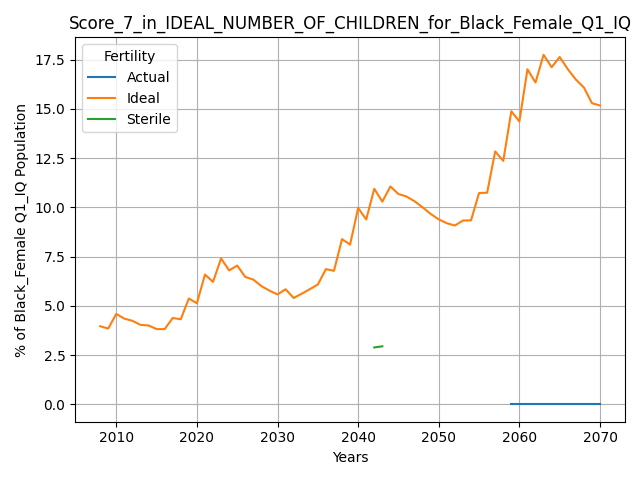 Score_7_in_IDEAL_NUMBER_OF_CHILDREN_for_Black_Female_Q1_IQ
Fertility
Actual
Ideal
Sterile
% of Black_Female Q1_IQ Population
17.5
15.0
12.5
10.0
7.5
5.0
2.5
0.0
2010 2020 2030 2040 2050 2060 2070
Years